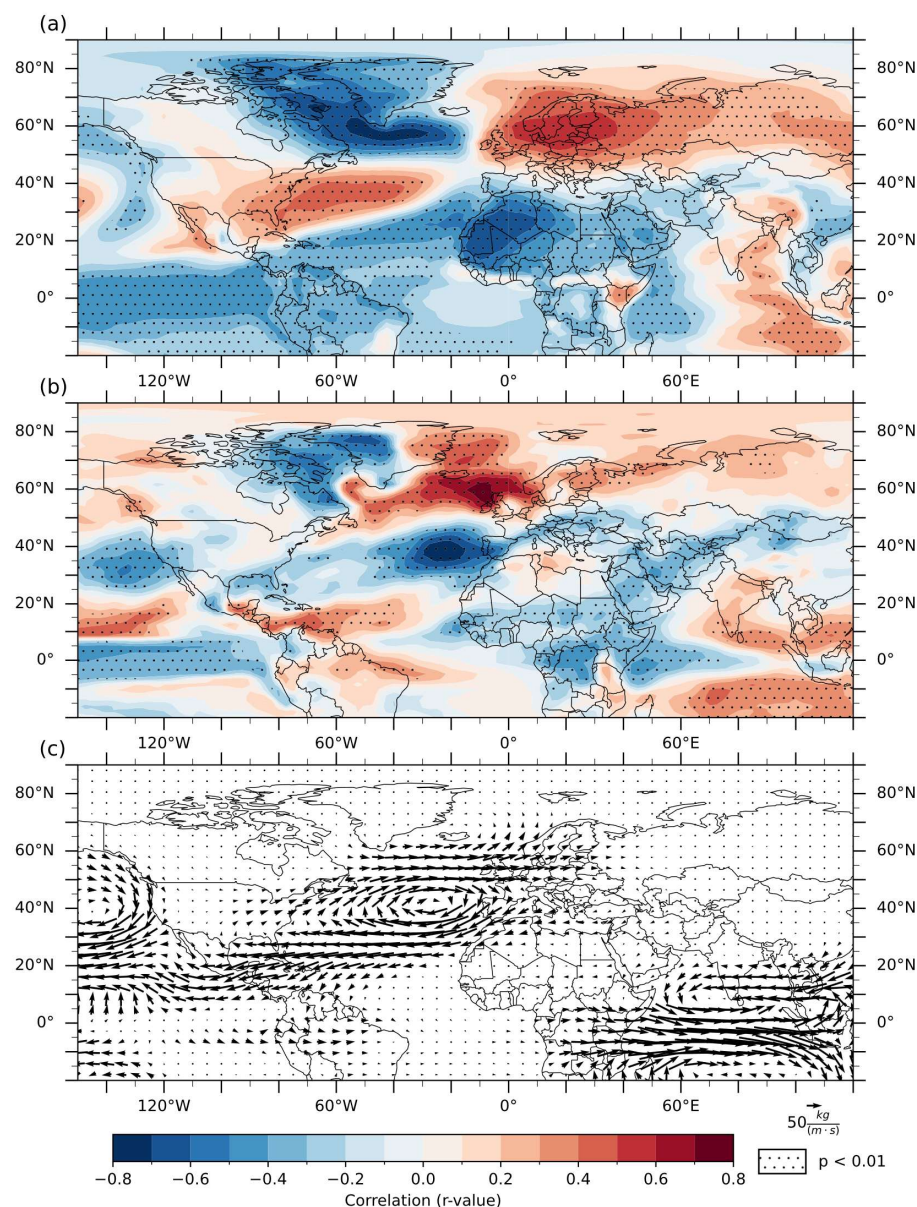 (a)
80°N 80°N
60°N 60°N
40°N 40°N
20°N 20°N
0° 0°
120°W 60°W 0° 60°E
(b)
80°N 80°N
60°N 60°N
40°N 40°N
20°N 20°N
0° 0°
120°W 60°W 0° 60°E
(c)
80°N 80°N
60°N 60°N
40°N 40°N
20°N 20°N
0° 0°
120°W 60°W 0° 60°E
50 kg/(m · s)
p < 0.01
−0.8 −0.6 −0.4 −0.2 0.0 0.2 0.4 0.6 0.8
Correlation (r-value)